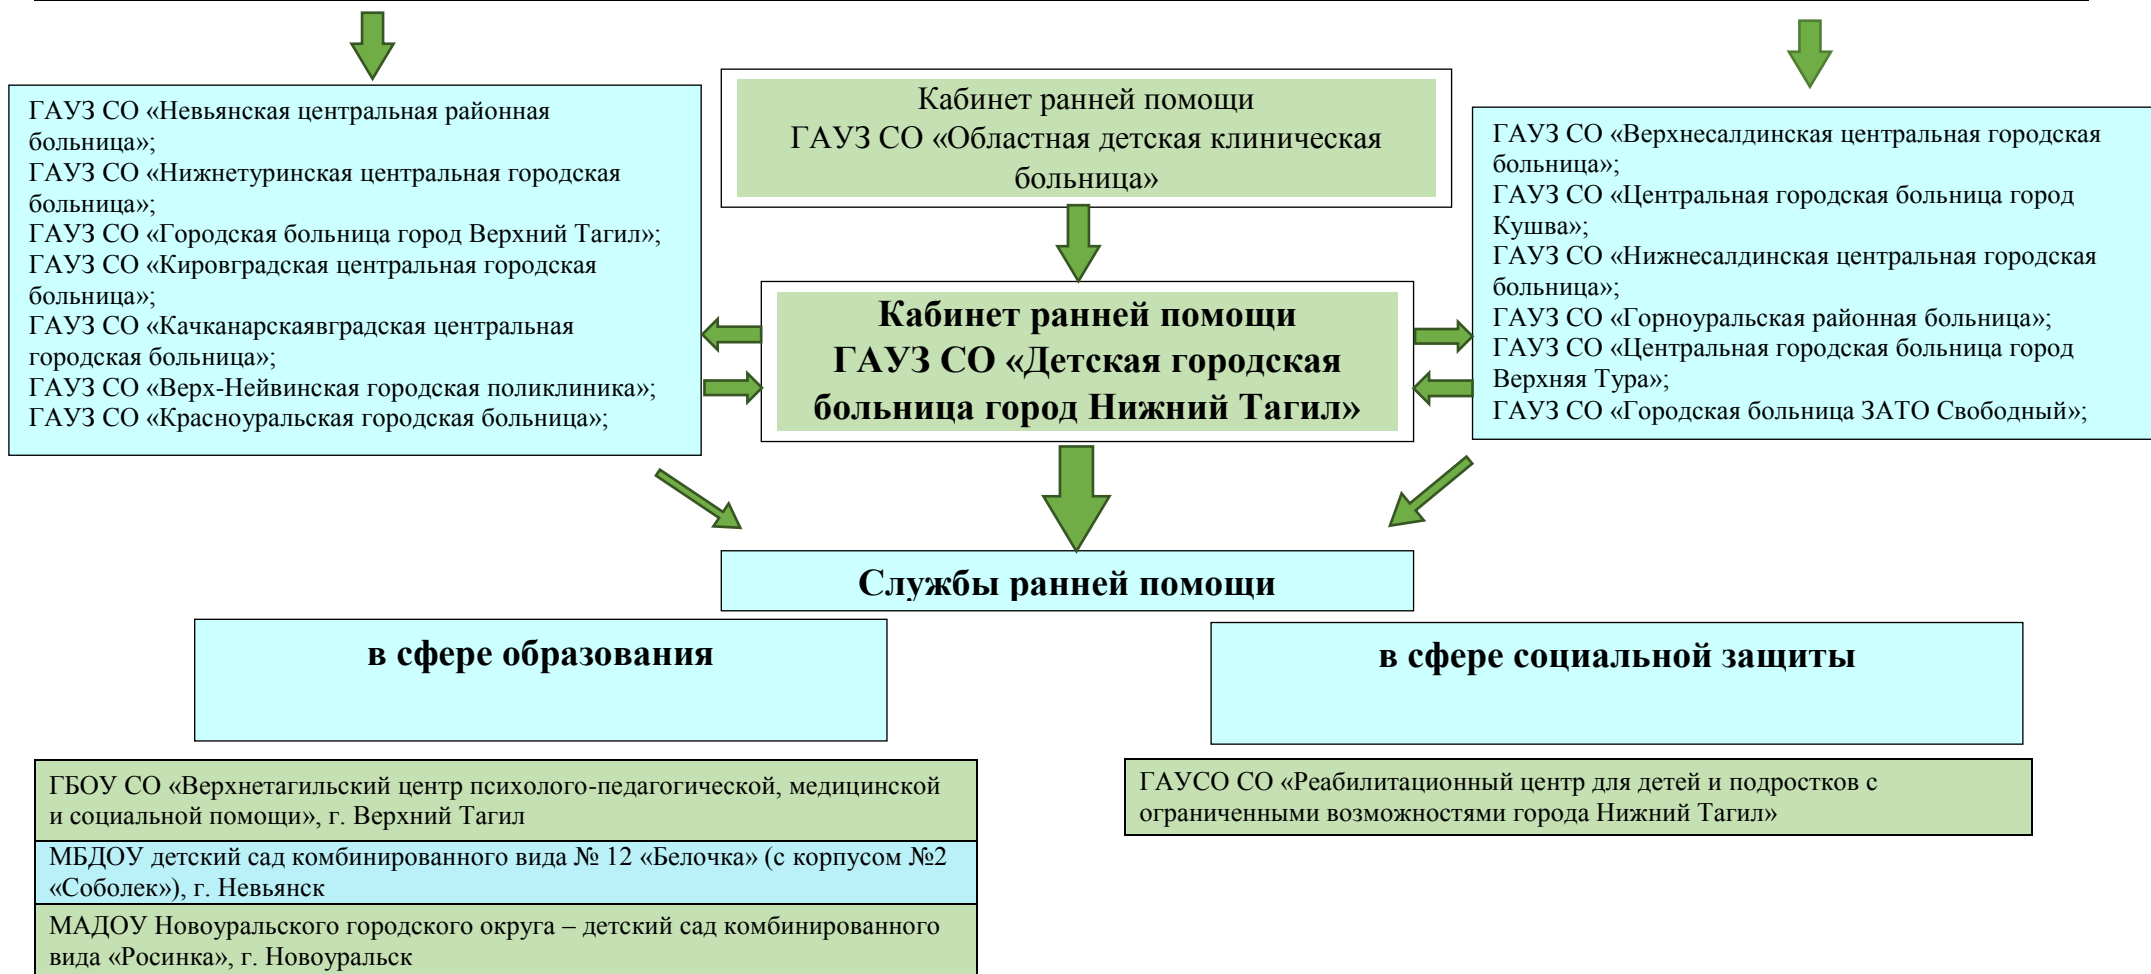 ГАУЗ СО «Невьянская центральная районная
больница»;
ГАУЗ СО «Нижнетуринская центральная городская
больница»;
ГАУЗ СО «Городская больница город Верхний Тагил»;
ГАУЗ СО «Кировградская центральная городская
больница»;
ГАУЗ СО «Качканарскаявградская центральная
городская больница»;
ГАУЗ СО «Верх-Нейвинская городская поликлиника»;
ГАУЗ СО «Красноуральская городская больница»;
Кабинет ранней помощи
ГАУЗ СО «Областная детская клиническая
больница»
Кабинет ранней помощи
ГАУЗ СО «Детская городская
больница город Нижний Тагил»
ГАУЗ СО «Верхнесалдинская центральная городская
больница»;
ГАУЗ СО «Центральная городская больница город
Кушва»;
ГАУЗ СО «Нижнесалдинская центральная городская
больница»;
ГАУЗ СО «Горноуральская районная больница»;
ГАУЗ СО «Центральная городская больница город
Верхняя Тура»;
ГАУЗ СО «Городская больница ЗАТО Свободный»;
Службы ранней помощи
в сфере образования
в сфере социальной защиты
ГБОУ СО «Верхнетагильский центр психолого-педагогической, медицинской
и социальной помощи», г. Верхний Тагил
МБДОУ детский сад комбинированного вида № 12 «Белочка» (с корпусом №2
«Соболек»), г. Невьянск
МАДОУ Новоуральского городского округа – детский сад комбинированного
вида «Росинка», г. Новоуральск
ГАУСО СО «Реабилитационный центр для детей и подростков с
ограниченными возможностями города Нижний Тагил»